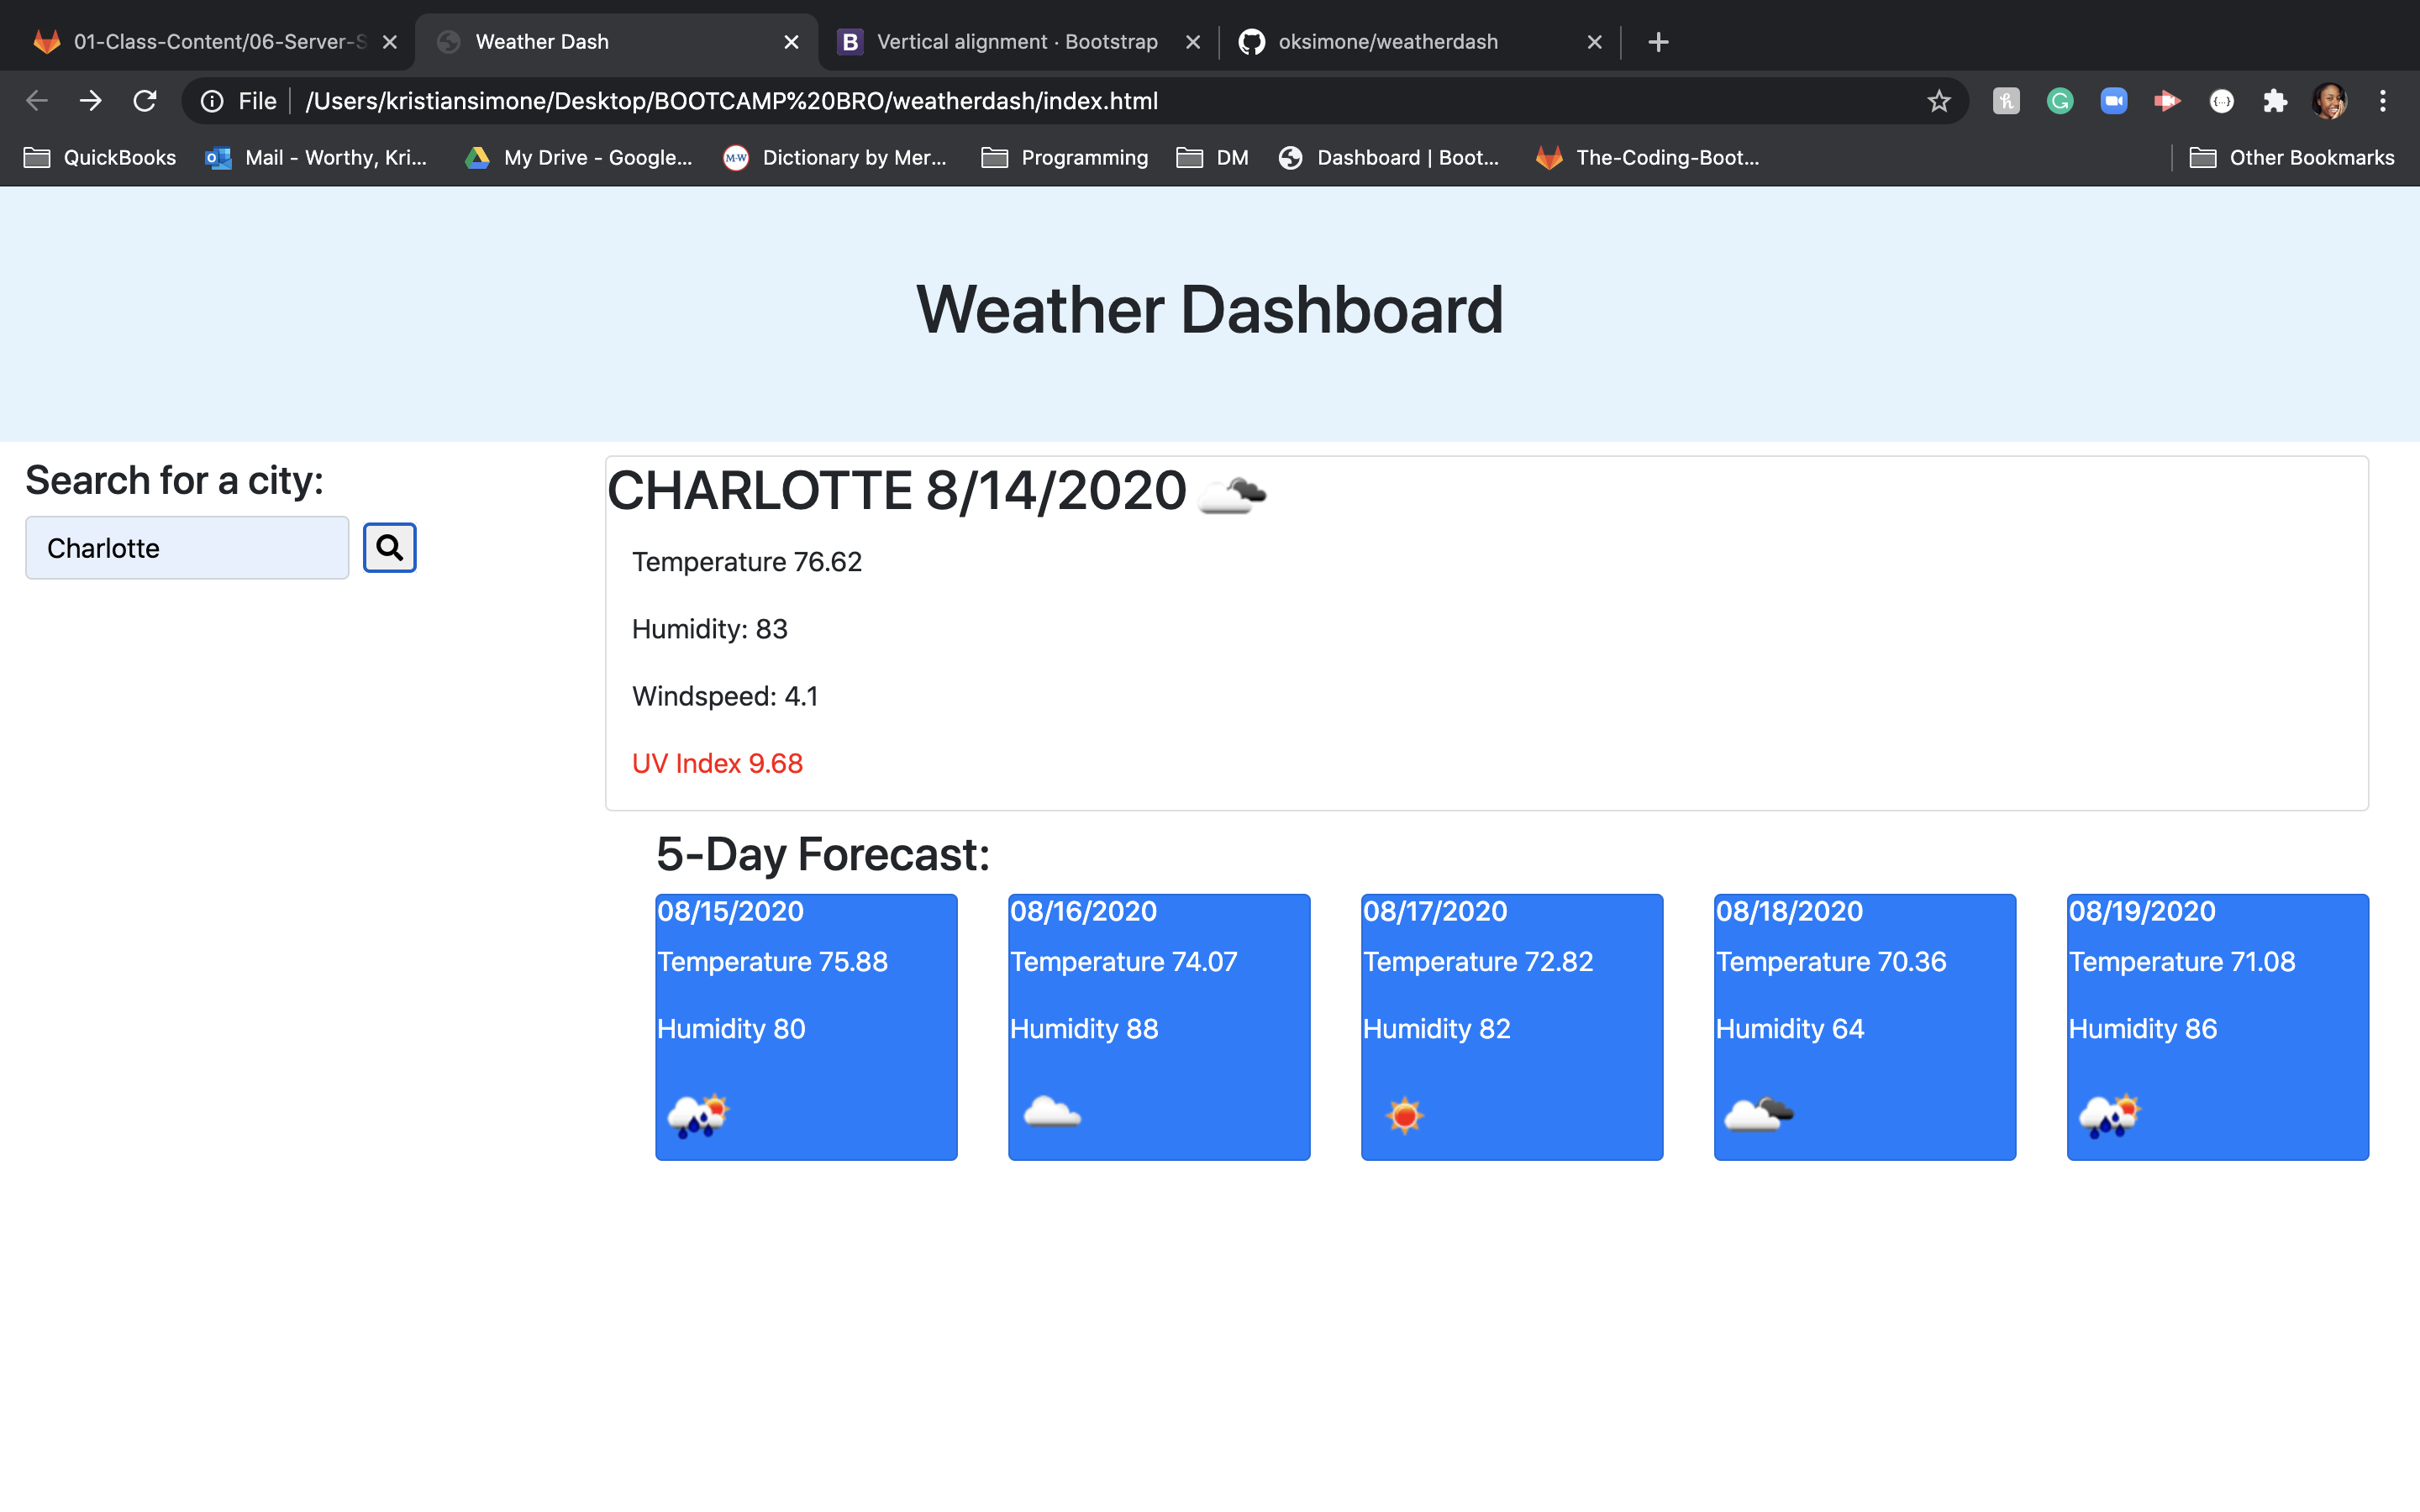 01-Class-Content/06-Server-S
Weather Dash
Vertical alignment · Bootstrap
oksimone/weatherdash
File
/Users/kristiansimone/Desktop/BOOTCAMP%20BRO/weatherdash/index.html
QuickBooks
Mail - Worthy, Kri...
My Drive - Google...
M-W
Dictionary by Mer...
Programming
DM
Dashboard | Boot...
The-Coding-Boot...
Other Bookmarks
Weather Dashboard
Search for a city:
Charlotte
CHARLOTTE 8/14/2020
Temperature 76.62
Humidity: 83
Windspeed: 4.1
UV Index 9.68
5-Day Forecast:
08/15/2020
Temperature 75.88
Humidity 80
08/16/2020
Temperature 74.07
Humidity 88
08/17/2020
Temperature 72.82
Humidity 82
08/18/2020
Temperature 70.36
Humidity 64
08/19/2020
Temperature 71.08
Humidity 86